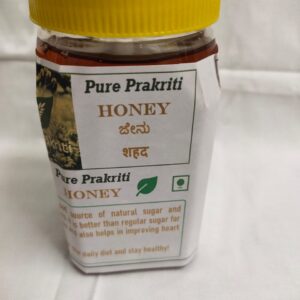 Pure Prakriti
HONEY
ಜೇನು
शहद
Pure Prakriti
HONEY
source of natural sugar and
is better than regular sugar for
also helps in improving heart
daily diet and stay healthy!